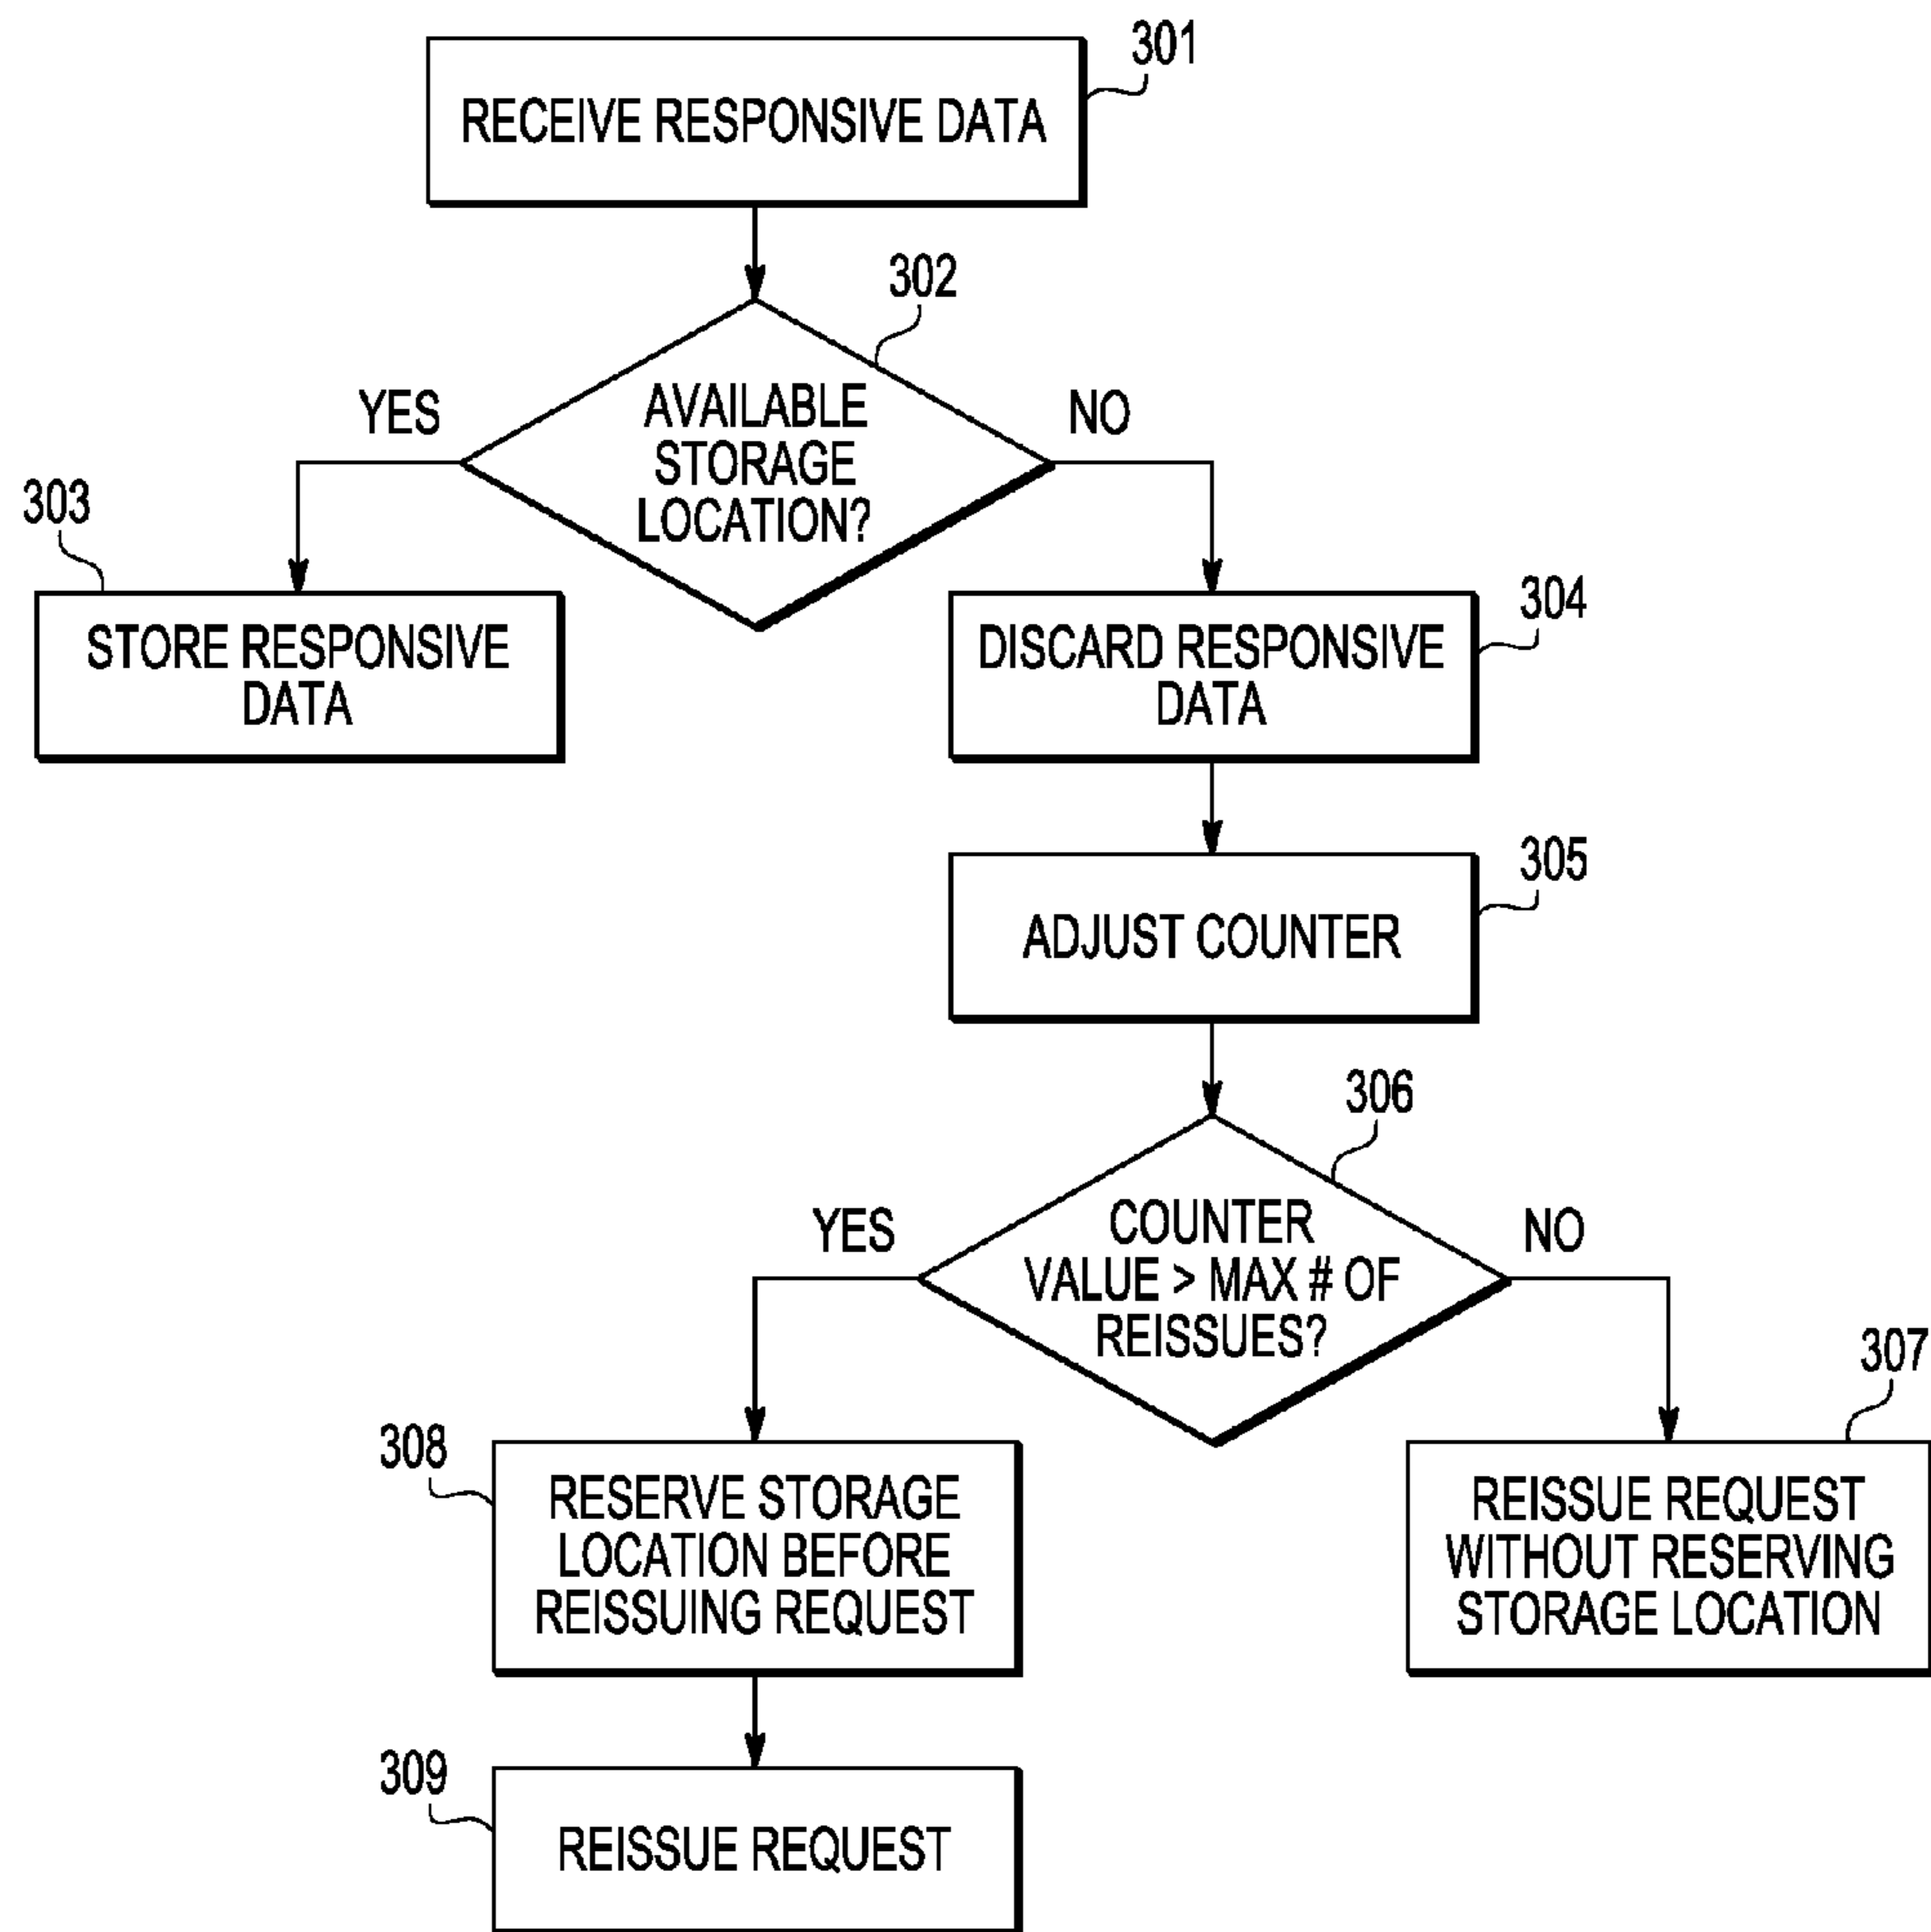 301
RECEIVE RESPONSIVE DATA
302
YES
AVAILABLE
STORAGE
LOCATION?
NO
303
STORE RESPONSIVE
DATA
304
DISCARD RESPONSIVE
DATA
305
ADJUST COUNTER
306
YES
COUNTER
VALUE > MAX # OF
REISSUES?
NO
307
308
RESERVE STORAGE
LOCATION BEFORE
REISSUING REQUEST
REISSUE REQUEST
WITHOUT RESERVING
STORAGE LOCATION
309
REISSUE REQUEST